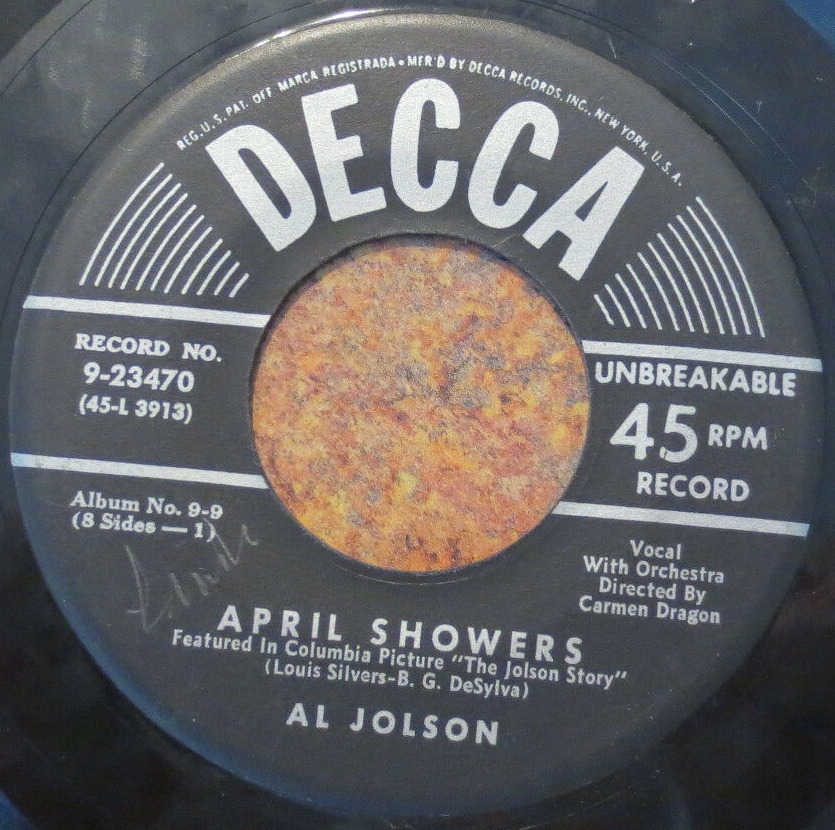 REG. U.S. PAT. OFF. MARCA REGISTRADA • MF'R'D BY DECCA RECORDS, INC., NEW YORK, U.S.A.
DECCA
RECORD NO.
9-23470
(45-L 3913)
UNBREAKABLE
45 RPM
RECORD
Album No. 9-9
(8 Sides — 1)
Vocal
With Orchestra
Directed By
Carmen Dragon
APRIL SHOWERS
Featured In Columbia Picture "The Jolson Story"
(Louis Silvers-B. G. DeSylva)
AL JOLSON